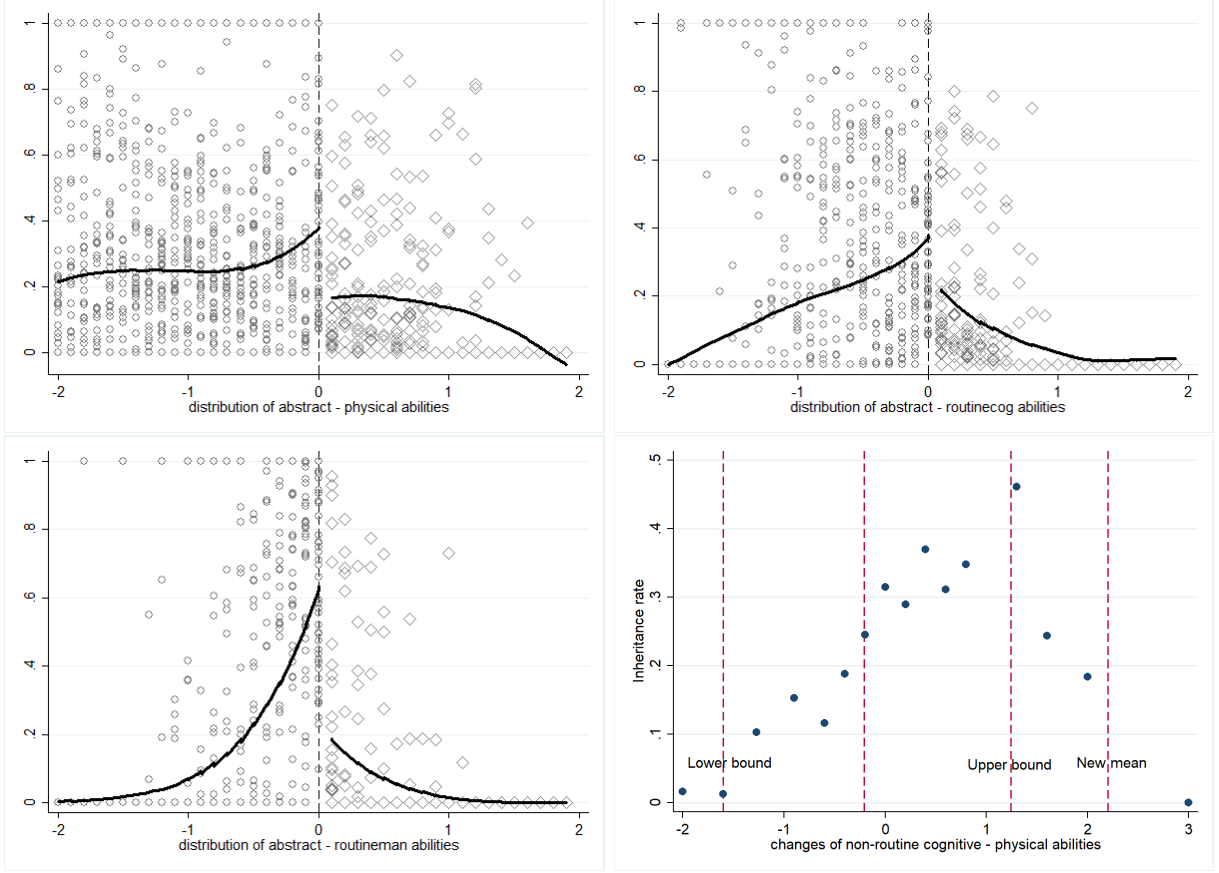 1
.8
.6
.4
.2
0
-2 -1 0 1 2
distribution of abstract - physical abilities
1
.8
.6
.4
.2
0
-2 -1 0 1 2
distribution of abstract - routinecog abilities
1
.8
.6
.4
.2
0
-2 -1 0 1 2
distribution of abstract - routineman abilities
Inheritance rate
.5
.4
.3
.2
.1
0
Lower bound
Upper bound
New mean
-2 -1 0 1 2 3
changes of non-routine cognitive - physical abilities